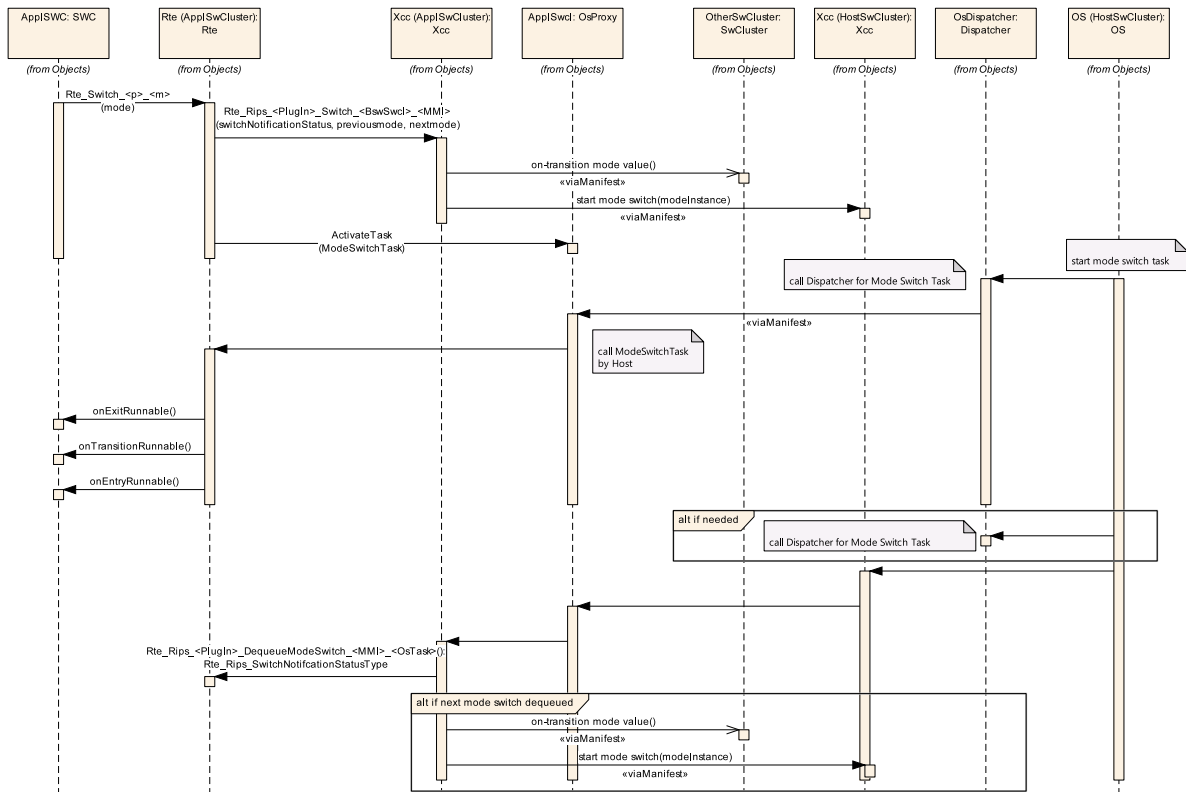 ApplSWC: SWC
Rte (ApplSwCluster):
Rte
Xcc (ApplSwCluster):
Xcc
ApplSwcl: OsProxy
OtherSwCluster:
SwCluster
Xcc (HostSwCluster):
Xcc
OsDispatcher:
Dispatcher
OS (HostSwCluster):
OS
(from Objects)
(from Objects)
(from Objects)
(from Objects)
(from Objects)
(from Objects)
(from Objects)
(from Objects)
Rte_Switch_<p>_<m>
(mode)
Rte_Rips_<PlugIn>_Switch_<BswSwcl>_<MMI>
(switchNotificationStatus, previousmode, nextmode)
on-transition mode value()
«viaManifest»
start mode switch(modeInstance)
«viaManifest»
ActivateTask
(ModeSwitchTask)
start mode switch task
call Dispatcher for Mode Switch Task
«viaManifest»
call ModeSwitchTask
by Host
onExitRunnable()
onTransitionRunnable()
onEntryRunnable()
alt if needed
call Dispatcher for Mode Switch Task
Rte_Rips_<PlugIn>_DequeueModeSwitch_<MMI>_<OsTask>():
Rte_Rips_SwitchNotifcationStatusType
alt if next mode switch dequeued
on-transition mode value()
«viaManifest»
start mode switch(modeInstance)
«viaManifest»